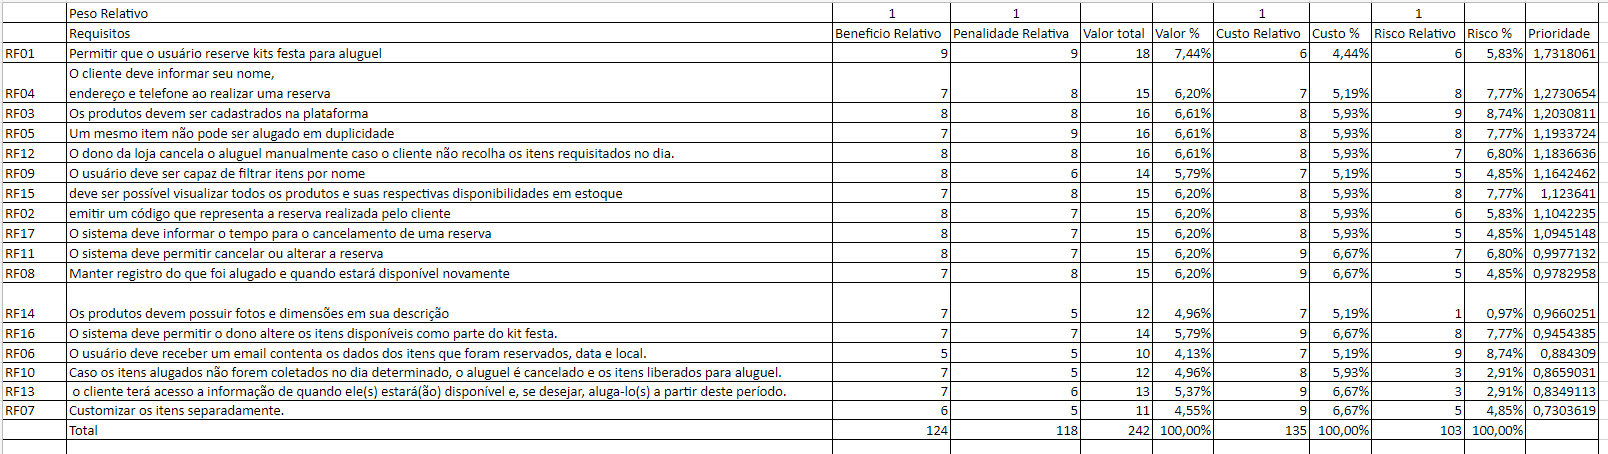 Peso Relativo 1 1 1 1
Requisitos Beneficio Relativo Penalidade Relativa Valor total Valor % Custo Relativo Custo % Risco Relativo Risco % Prioridade
RF01 Permitir que o usuário reserve kits festa para aluguel 9 9 18 7,44% 6 4,44% 6 5,83% 1,7318061
O cliente deve informar seu nome,
RF04 endereço e telefone ao realizar uma reserva 7 8 15 6,20% 7 5,19% 8 7,77% 1,2730654
RF03 Os produtos devem ser cadastrados na plataforma 8 8 16 6,61% 8 5,93% 9 8,74% 1,2030811
RF05 Um mesmo item não pode ser alugado em duplicidade 7 9 16 6,61% 8 5,93% 8 7,77% 1,1933724
RF12 O dono da loja cancela o aluguel manualmente caso o cliente não recolha os itens requisitados no dia. 8 8 16 6,61% 8 5,93% 7 6,80% 1,1836636
RF09 O usuário deve ser capaz de filtrar itens por nome 8 6 14 5,79% 7 5,19% 5 4,85% 1,1642462
RF15 deve ser possível visualizar todos os produtos e suas respectivas disponibilidades em estoque 7 8 15 6,20% 8 5,93% 8 7,77% 1,123641
RF02 emitir um código que representa a reserva realizada pelo cliente 8 7 15 6,20% 8 5,93% 6 5,83% 1,1042235
RF17 O sistema deve informar o tempo para o cancelamento de uma reserva 8 7 15 6,20% 8 5,93% 5 4,85% 1,0945148
RF11 O sistema deve permitir cancelar ou alterar a reserva 8 7 15 6,20% 9 6,67% 7 6,80% 0,9977132
RF08 Manter registro do que foi alugado e quando estará disponível novamente 7 8 15 6,20% 9 6,67% 5 4,85% 0,9782958
RF14 Os produtos devem possuir fotos e dimensões em sua descrição 7 5 12 4,96% 7 5,19% 1 0,97% 0,9660251
RF16 O sistema deve permitir o dono altere os itens disponíveis como parte do kit festa. 7 7 14 5,79% 9 6,67% 8 7,77% 0,9454385
RF06 O usuário deve receber um email contenta os dados dos itens que foram reservados, data e local. 5 5 10 4,13% 7 5,19% 9 8,74% 0,884309
RF10 Caso os itens alugados não forem coletados no dia determinado, o aluguel é cancelado e os itens liberados para aluguel. 7 5 12 4,96% 8 5,93% 3 2,91% 0,8659031
RF13 o cliente terá acesso a informação de quando ele(s) estará(ão) disponível e, se desejar, aluga-lo(s) a partir deste período. 7 6 13 5,37% 9 6,67% 3 2,91% 0,8349113
RF07 Customizar os itens separadamente. 6 5 11 4,55% 9 6,67% 5 4,85% 0,7303619
Total 124 118 242 100,00% 135 100,00% 103 100,00%